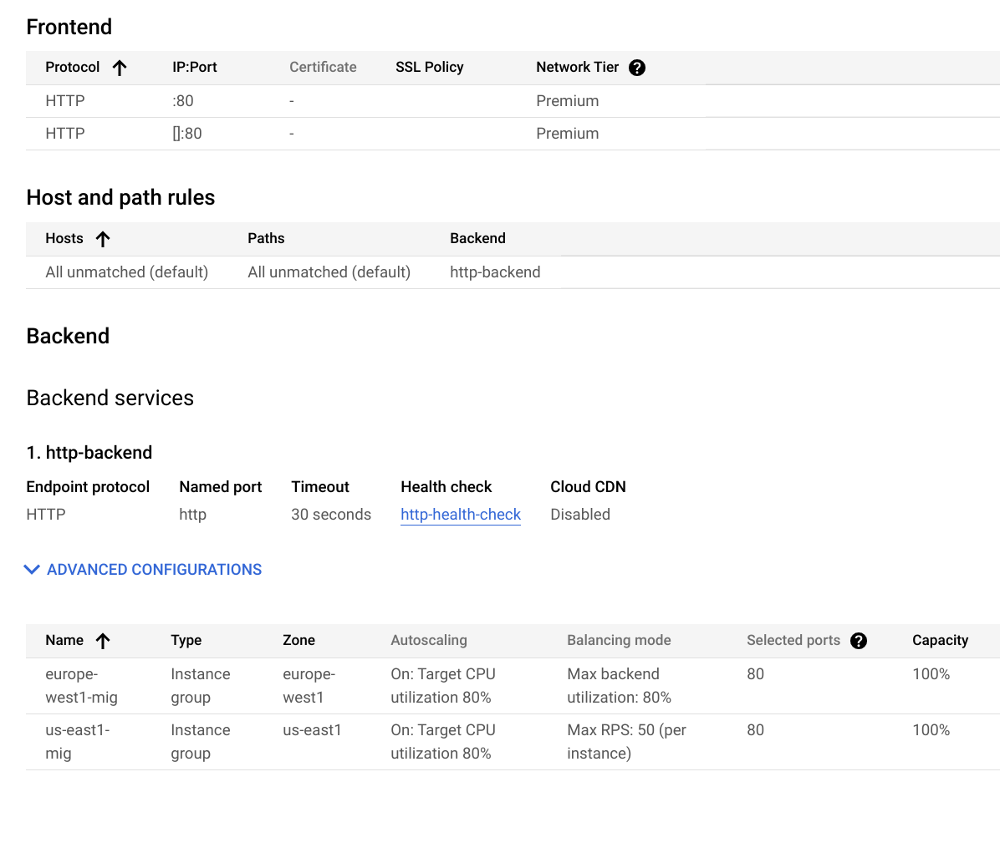 Frontend
Protocol IP:Port Certificate SSL Policy Network Tier ?
HTTP :80 - Premium
HTTP []:80 - Premium
Host and path rules
Hosts Paths Backend
All unmatched (default) All unmatched (default) http-backend
Backend
Backend services
1. http-backend
Endpoint protocol Named port Timeout Health check Cloud CDN
HTTP http 30 seconds http-health-check Disabled
ADVANCED CONFIGURATIONS
Name Type Zone Autoscaling Balancing mode Selected ports ? Capacity
europe- Instance europe- On: Target CPU Max backend 80 100%
west1-mig group west1 utilization 80% utilization: 80%
us-east1- Instance us-east1 On: Target CPU Max RPS: 50 (per 80 100%
mig group utilization 80% instance)